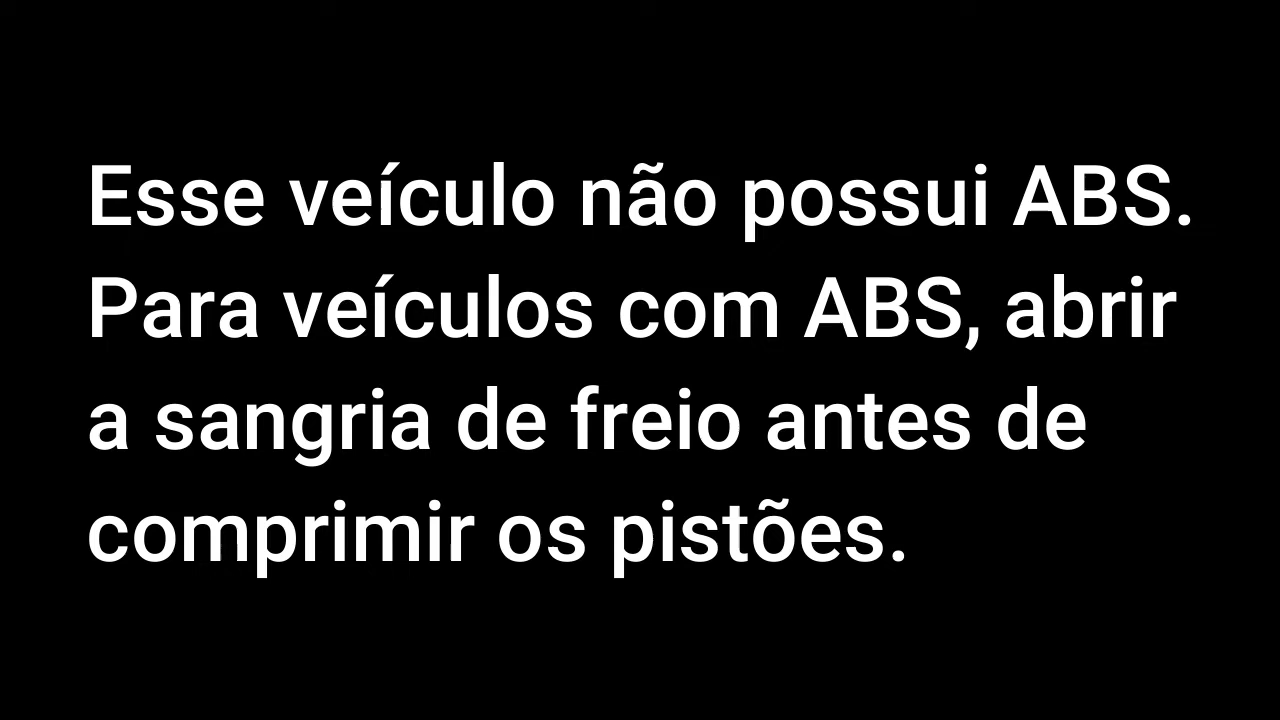 Esse veículo não possui ABS.
Para veículos com ABS, abrir
a sangria de freio antes de
comprimir os pistões.